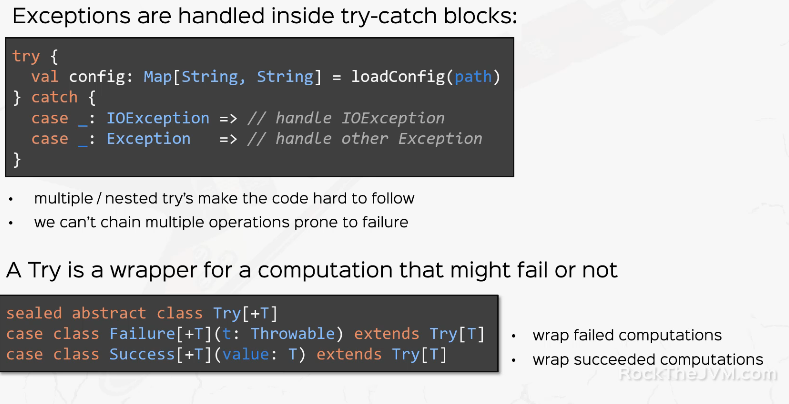 Exceptions are handled inside try-catch blocks:
try {
  val config: Map[String, String] = loadConfig(path)
} catch {
  case _: IOException => // handle IOException
  case _: Exception   => // handle other Exception
}
• multiple / nested try's make the code hard to follow
• we can't chain multiple operations prone to failure
A Try is a wrapper for a computation that might fail or not
sealed abstract class Try[+T]
case class Failure[+T](t: Throwable) extends Try[T]
case class Success[+T](value: T) extends Try[T]
• wrap failed computations
• wrap succeeded computations
RockTheJVM.com